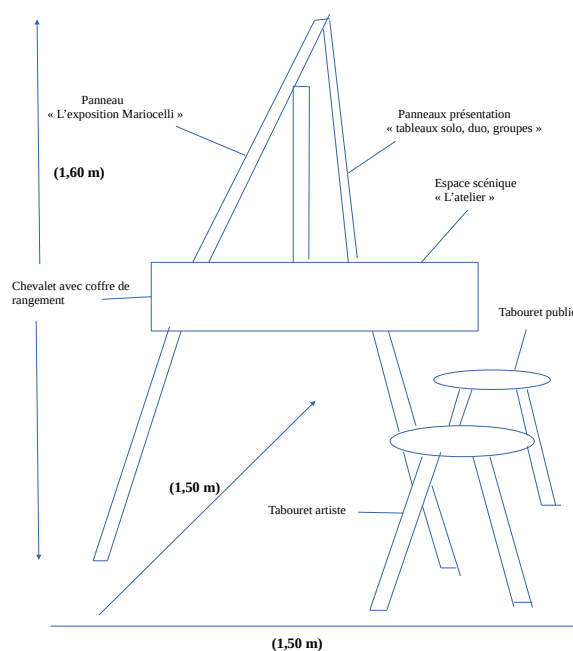 Panneau
« L’exposition Mariocelli »
Panneaux présentation
« tableaux solo, duo, groupes »
(1,60 m)
Espace scénique
« L’atelier »
Chevalet avec coffre de
rangement
Tabouret public
(1,50 m)
Tabouret artiste
(1,50 m)